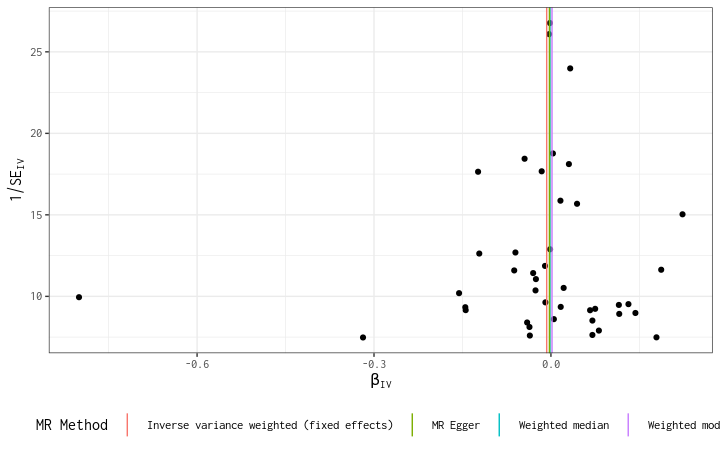 25
20
15
10
1/SE_IV
−0.6 −0.3 0.0
β_IV
MR Method Inverse variance weighted (fixed effects) MR Egger Weighted median Weighted mod